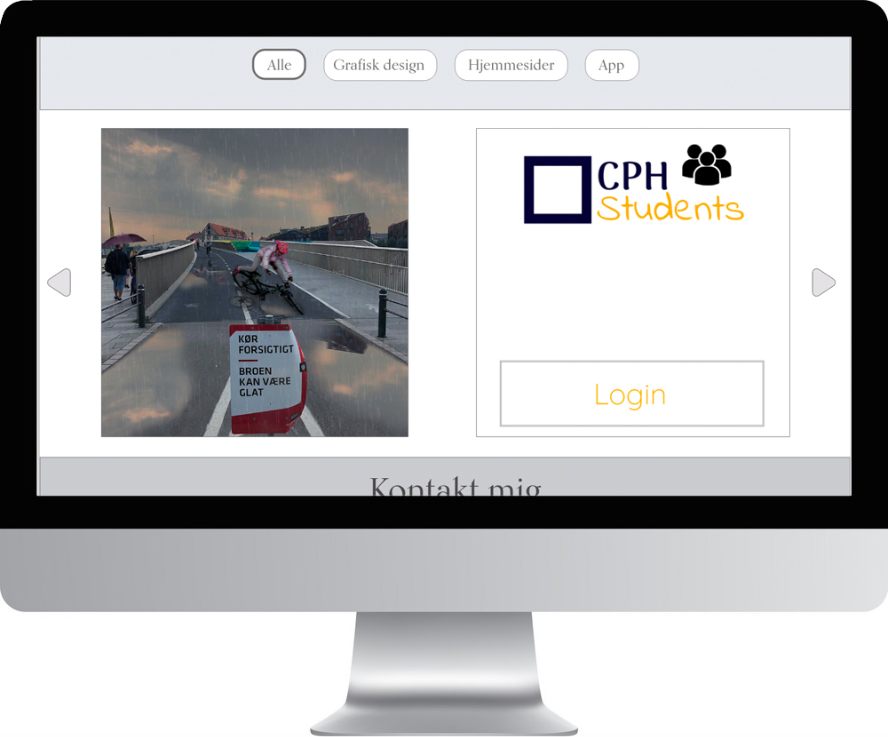 Alle
Grafisk design
Hjemmesider
App
KØR
FORSIGTIGT
BROEN
KAN VÆRE
GLAT
CPH
Students
Login
Kontakt mig